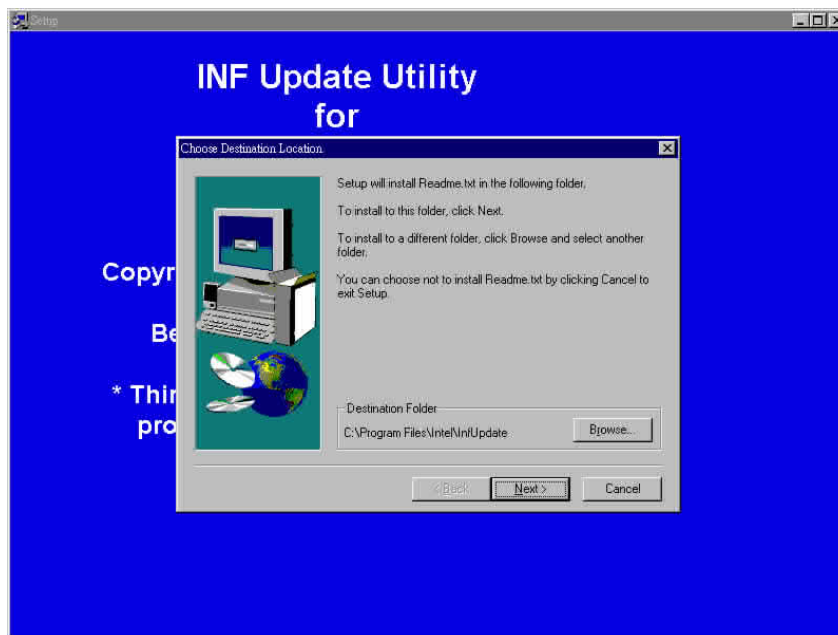 Setup
INF Update Utility
for
Choose Destination Location
Setup will install Readme.txt in the following folder.
To install to this folder, click Next.
To install to a different folder, click Browse and select another
folder.
You can choose not to install Readme.txt by clicking Cancel to
exit Setup.
Copyr
Be
* Thir
pro
Destination Folder
C:\Program Files\Intel\InfUpdate
Browse...
< Back
Next >
Cancel